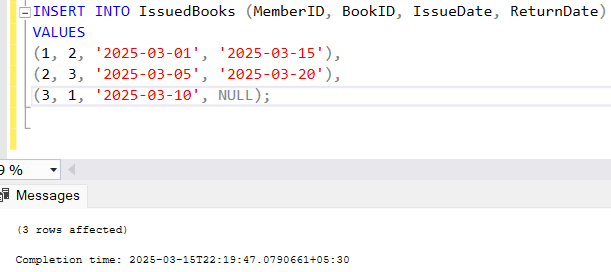 INSERT INTO IssuedBooks (MemberID, BookID, IssueDate, ReturnDate)
VALUES
(1, 2, '2025-03-01', '2025-03-15'),
(2, 3, '2025-03-05', '2025-03-20'),
(3, 1, '2025-03-10', NULL);
9 %
Messages
(3 rows affected)
Completion time: 2025-03-15T22:19:47.0790661+05:30